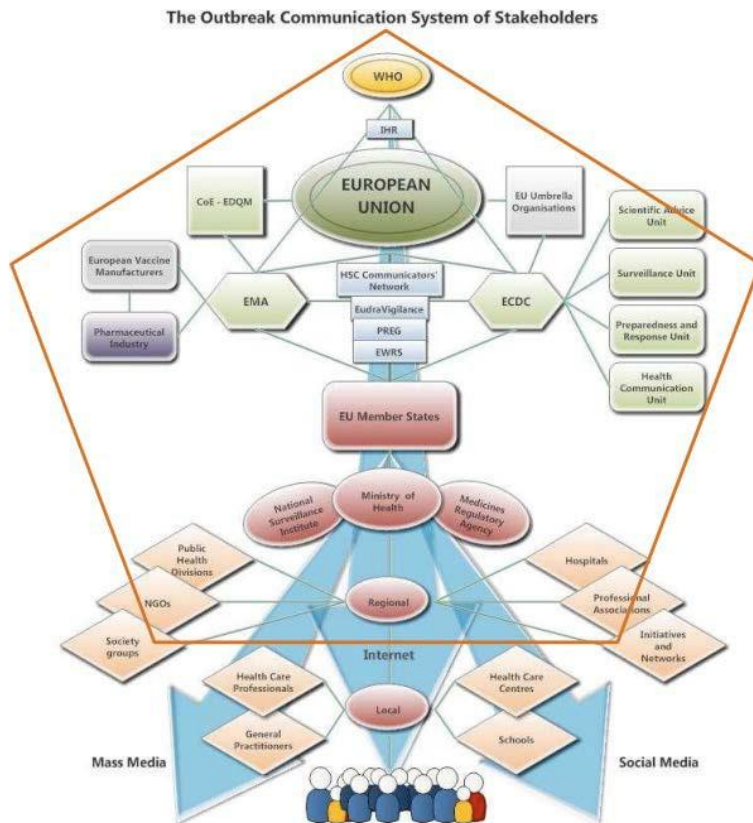 The Outbreak Communication System of Stakeholders
WHO
IHR
EUROPEAN
UNION
CoE - EDQM
EU Umbrella
Organisations
Scientific Advice
Unit
European Vaccine
Manufacturers
HSC Communicators'
Network
Surveillance Unit
EMA
ECDC
EudraVigilance
Pharmaceutical
Industry
PREG
Preparedness and
Response Unit
EWRS
Health
Communication
Unit
EU Member States
National
Surveillance
Institute
Ministry of
Health
Medicines
Regulatory
Agency
Public
Health
Divisions
Hospitals
NGOs
Regional
Professional
Associations
Society
groups
Initiatives
and
Networks
Internet
Health Care
Professionals
Health Care
Centres
Local
General
Practitioners
Schools
Mass Media
Social Media